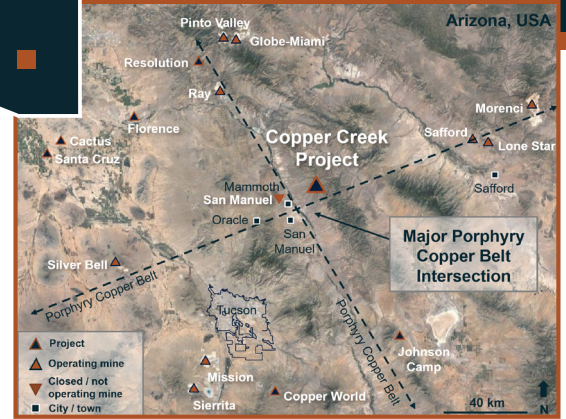 Arizona, USA
Pinto Valley
Globe-Miami
Resolution
Ray
Morenci
Florence
Safford
Lone Star
Cactus
Santa Cruz
Copper Creek
Project
Mammoth
San Manuel
Safford
Oracle
San
Manuel
Major Porphyry
Copper Belt
Intersection
Silver Bell
Porphyry Copper Belt
Tucson
Porphyry Copper Belt
Johnson
Camp
Mission
Sierrita
Copper World
Project
Operating mine
Closed / not
operating mine
City / town
40 km
N